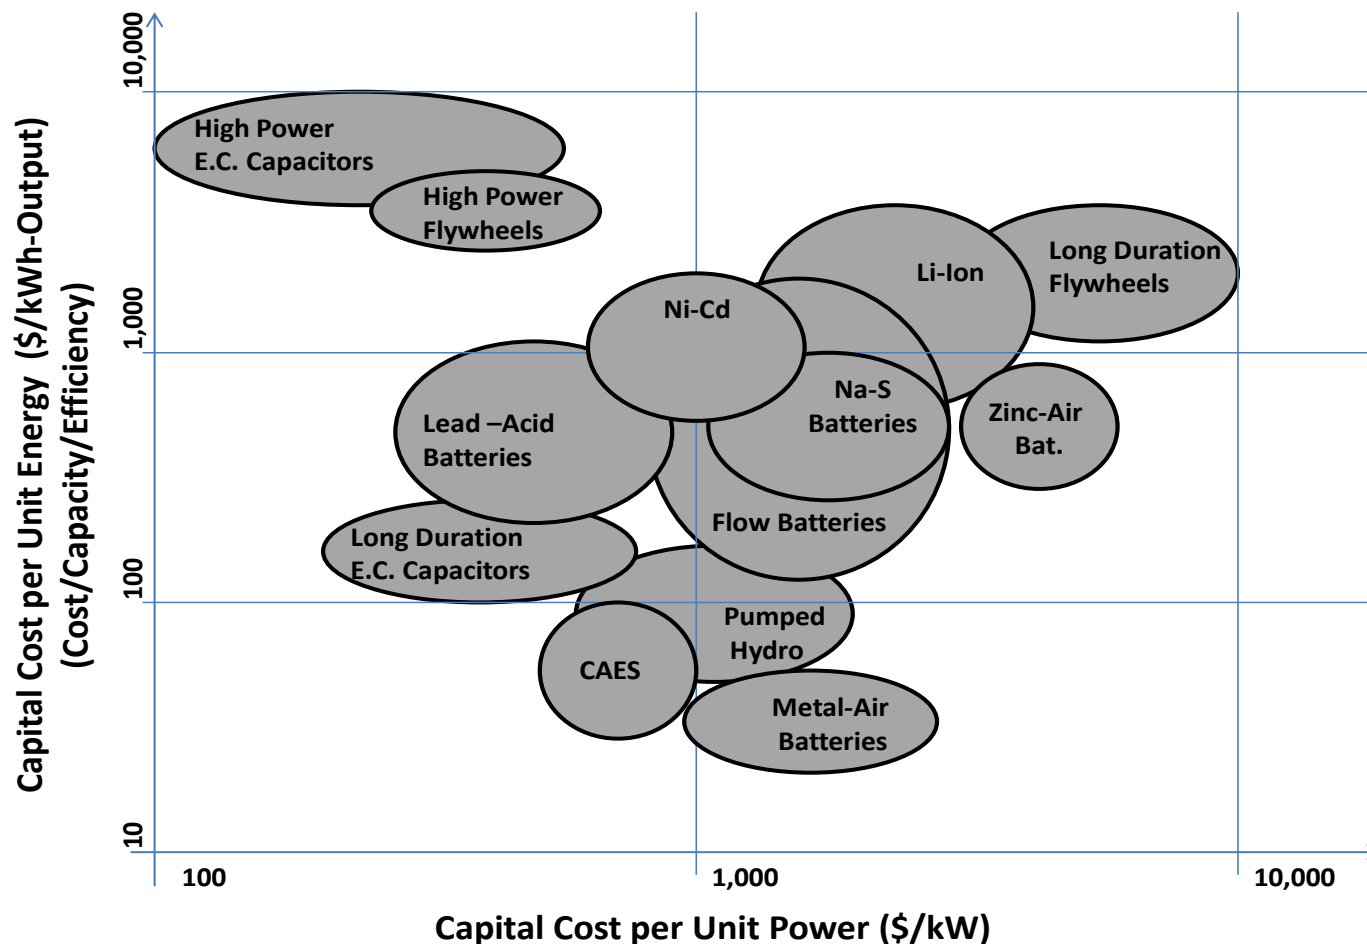 Capital Cost per Unit Energy ($/kWh-Output)
(Cost/Capacity/Efficiency)
10,000
1,000
100
10
High Power
E.C. Capacitors
High Power
Flywheels
Long Duration
Flywheels
Li-Ion
Ni-Cd
Na-S
Batteries
Zinc-Air
Bat.
Lead –Acid
Batteries
Flow Batteries
Long Duration
E.C. Capacitors
Pumped
Hydro
CAES
Metal-Air
Batteries
100
1,000
10,000
Capital Cost per Unit Power ($/kW)